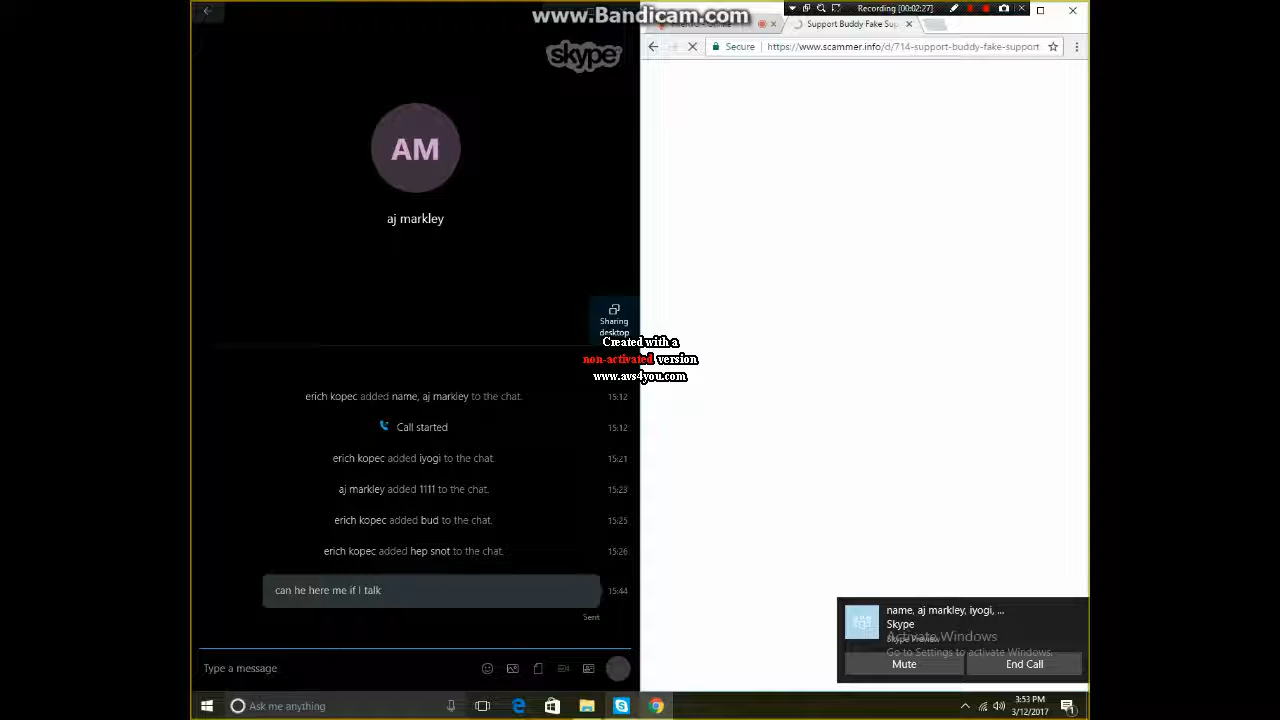 www.Bandicam.com
Recording [00:02:27]
Support Buddy Fake Sup
skype
Secure
https://www.scammer.info/d/714-support-buddy-fake-support
AM
aj markley
Sharing
desktop
Created with a
non-activated version
www.avs4you.com
erich kopec added name, aj markley to the chat. 15:12
Call started 15:12
erich kopec added iyogi to the chat. 15:21
aj markley added 1111 to the chat. 15:23
erich kopec added bud to the chat. 15:25
erich kopec added hep snot to the chat. 15:26
can he here me if I talk 15:44
Sent
name, aj markley, iyogi, ...
Skype
Skype Preview
Activate Windows
Go to Settings to activate Windows.
Mute
End Call
Type a message
Ask me anything
3:53 PM
3/12/2017
1